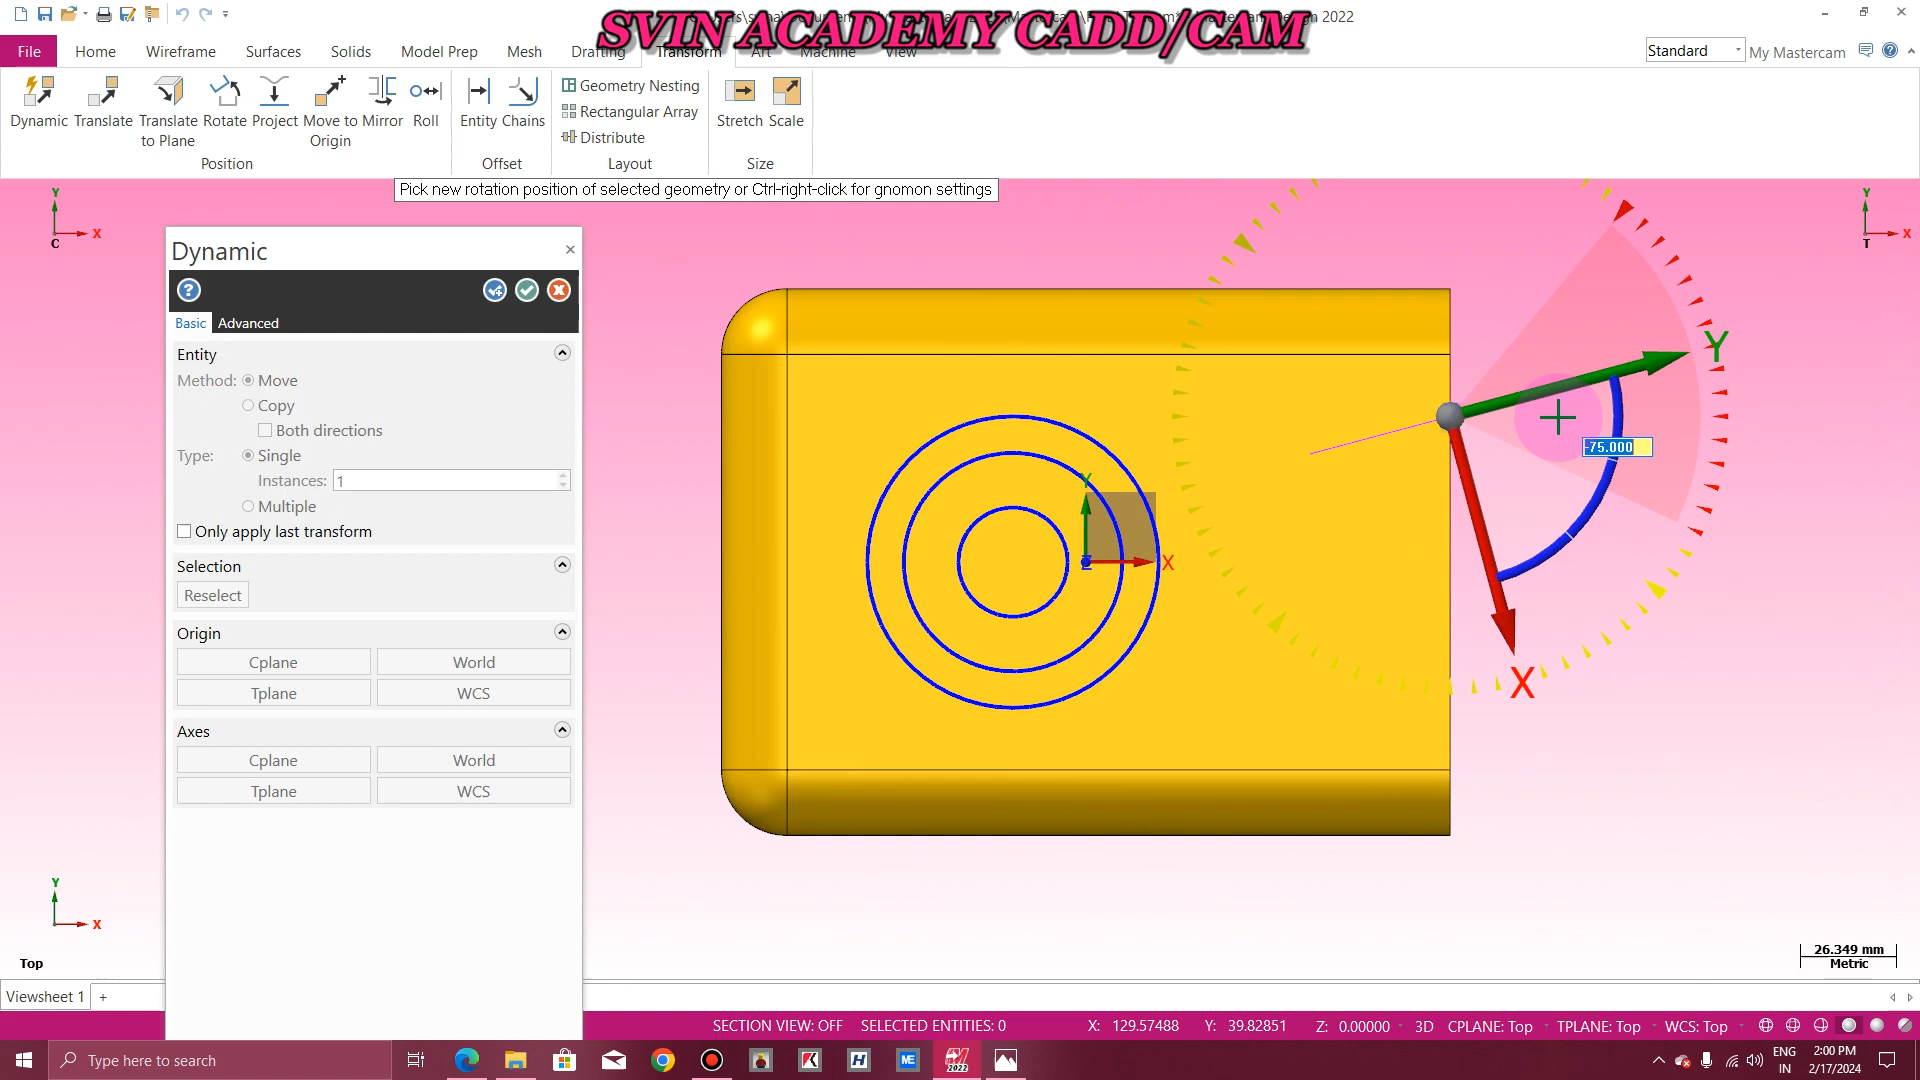 SVIN ACADEMY CADD/CAM
2022
File
Home
Wireframe
Surfaces
Solids
Model Prep
Mesh
Drafting
Transform
Art
Machine
View
Standard
My Mastercam
Dynamic
Translate
Translate to Plane
Rotate
Project
Move to Origin
Mirror
Roll
Position
Entity
Chains
Offset
Geometry Nesting
Rectangular Array
Distribute
Layout
Stretch
Scale
Size
Pick new rotation position of selected geometry or Ctrl-right-click for gnomon settings
Y
X
C
Y
X
T
Dynamic
Basic
Advanced
Entity
Method:
Move
Copy
Both directions
Type:
Single
Instances:
1
Multiple
Only apply last transform
Selection
Reselect
Origin
Cplane
World
Tplane
WCS
Axes
Cplane
World
Tplane
WCS
Y
-75.000
Y
X
Z
X
Y
X
Top
26.349 mm
Metric
Viewsheet 1
+
SECTION VIEW: OFF
SELECTED ENTITIES: 0
X: 129.57488
Y: 39.82851
Z: 0.00000
3D
CPLANE: Top
TPLANE: Top
WCS: Top
Type here to search
K
H
ME
2022
ENG
IN
2:00 PM
2/17/2024